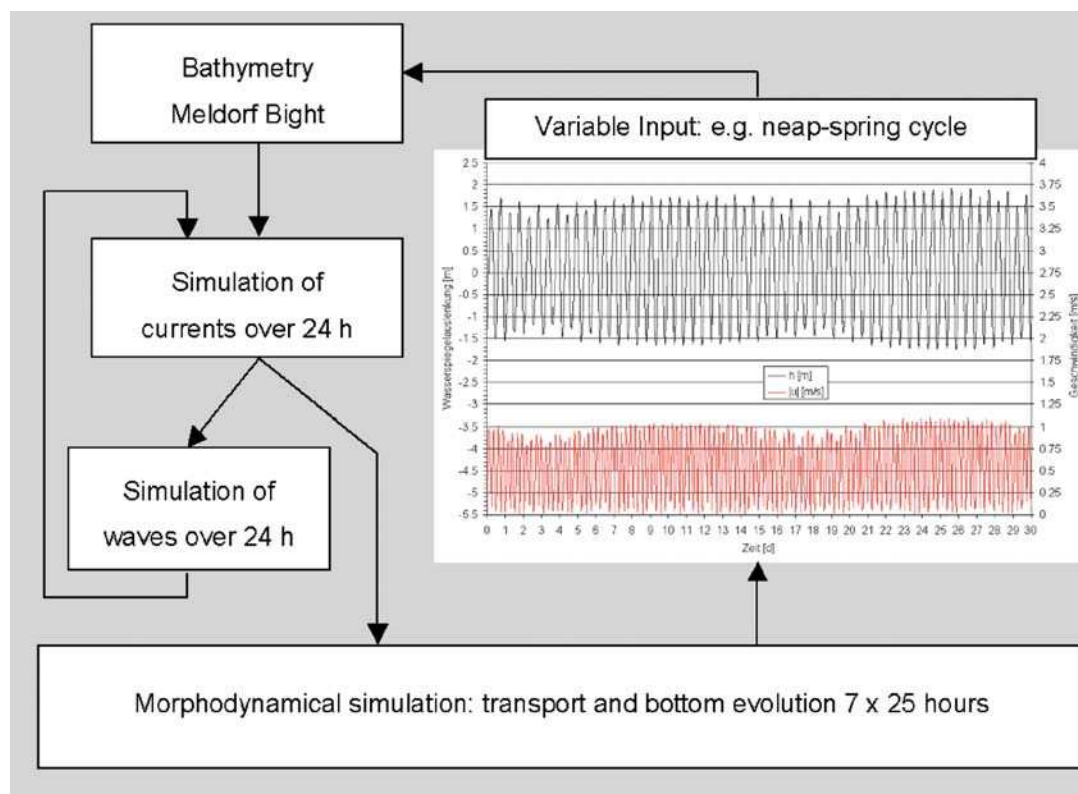 Bathymetry
Meldorf Bight
Variable Input: e.g. neap-spring cycle
Simulation of
currents over 24 h
Simulation of
waves over 24 h
Wasserspiegelauslenkung [m]
2.5
2
1.5
1
0.5
0
-0.5
-1
-1.5
-2
-2.5
-3
-3.5
-4
-4.5
-5
-5.5
4
3.75
3.5
3.25
3
2.75
2.5
2.25
2
1.75
1.5
1.25
1
0.75
0.5
0.25
0
Geschwindigkeit [m/s]
h [m]
|u| [m/s]
0 1 2 3 4 5 6 7 8 9 10 11 12 13 14 15 16 17 18 19 20 21 22 23 24 25 26 27 28 29 30
Zeit [d]
Morphodynamical simulation: transport and bottom evolution 7 x 25 hours